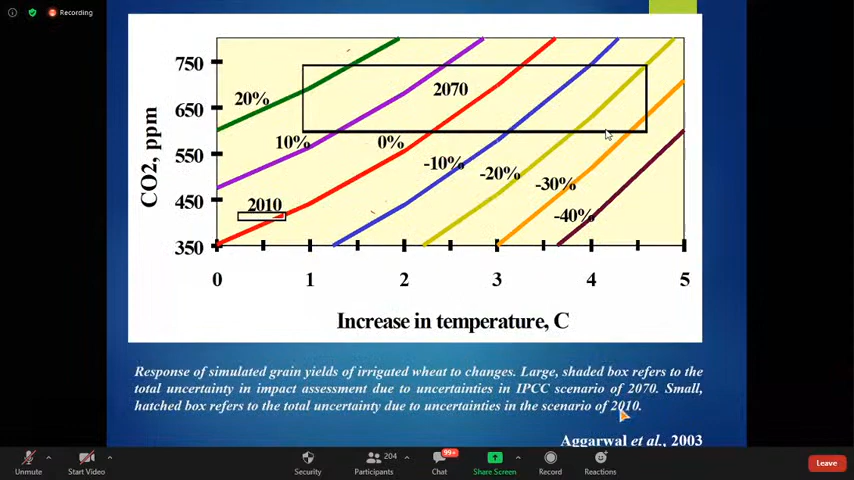 Recording
750
650
550
450
350
CO2, ppm
20%
10%
0%
-10%
-20%
-30%
-40%
2070
2010
0 1 2 3 4 5
Increase in temperature, C
Response of simulated grain yields of irrigated wheat to changes. Large, shaded box refers to the
total uncertainty in impact assessment due to uncertainties in IPCC scenario of 2070. Small,
hatched box refers to the total uncertainty due to uncertainties in the scenario of 2010.
Aggarwal et al., 2003
Unmute
Start Video
Security
204
Participants
99+
Chat
Share Screen
Record
Reactions
Leave